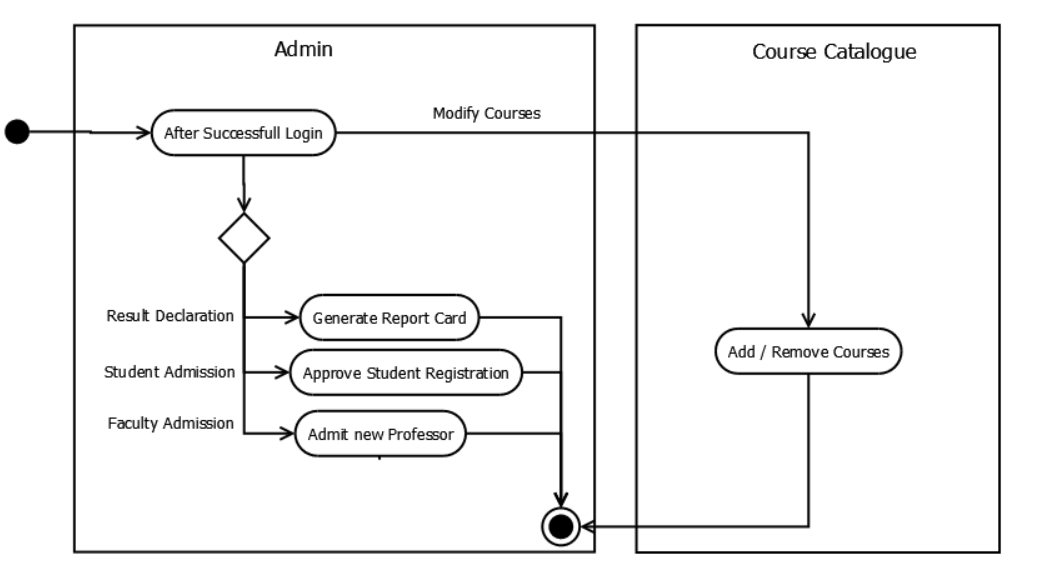 Admin
Course Catalogue
Modify Courses
After Successfull Login
Result Declaration
Generate Report Card
Student Admission
Approve Student Registration
Add / Remove Courses
Faculty Admission
Admit new Professor